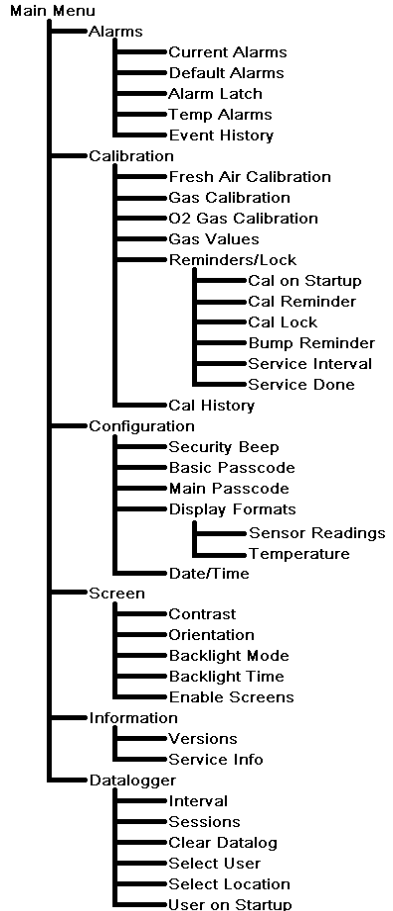 Main Menu
Alarms
Current Alarms
Default Alarms
Alarm Latch
Temp Alarms
Event History
Calibration
Fresh Air Calibration
Gas Calibration
O2 Gas Calibration
Gas Values
Reminders/Lock
Cal on Startup
Cal Reminder
Cal Lock
Bump Reminder
Service Interval
Service Done
Cal History
Configuration
Security Beep
Basic Passcode
Main Passcode
Display Formats
Sensor Readings
Temperature
Date/Time
Screen
Contrast
Orientation
Backlight Mode
Backlight Time
Enable Screens
Information
Versions
Service Info
Datalogger
Interval
Sessions
Clear Datalog
Select User
Select Location
User on Startup